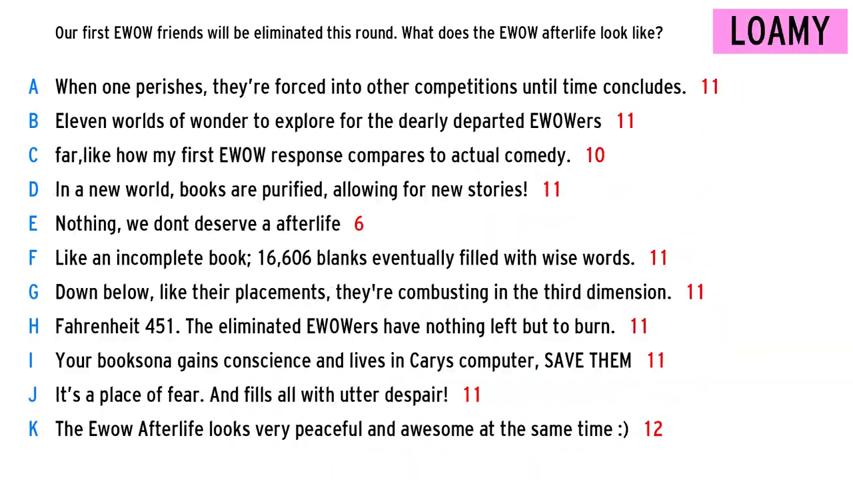 Our first EWOW friends will be eliminated this round. What does the EWOW afterlife look like?
LOAMY
A When one perishes, they're forced into other competitions until time concludes. 11
B Eleven worlds of wonder to explore for the dearly departed EWOWers 11
C far,like how my first EWOW response compares to actual comedy. 10
D In a new world, books are purified, allowing for new stories! 11
E Nothing, we dont deserve a afterlife 6
F Like an incomplete book; 16,606 blanks eventually filled with wise words. 11
G Down below, like their placements, they're combusting in the third dimension. 11
H Fahrenheit 451. The eliminated EWOWers have nothing left but to burn. 11
I Your booksona gains conscience and lives in Carys computer, SAVE THEM 11
J It's a place of fear. And fills all with utter despair! 11
K The Ewow Afterlife looks very peaceful and awesome at the same time :) 12